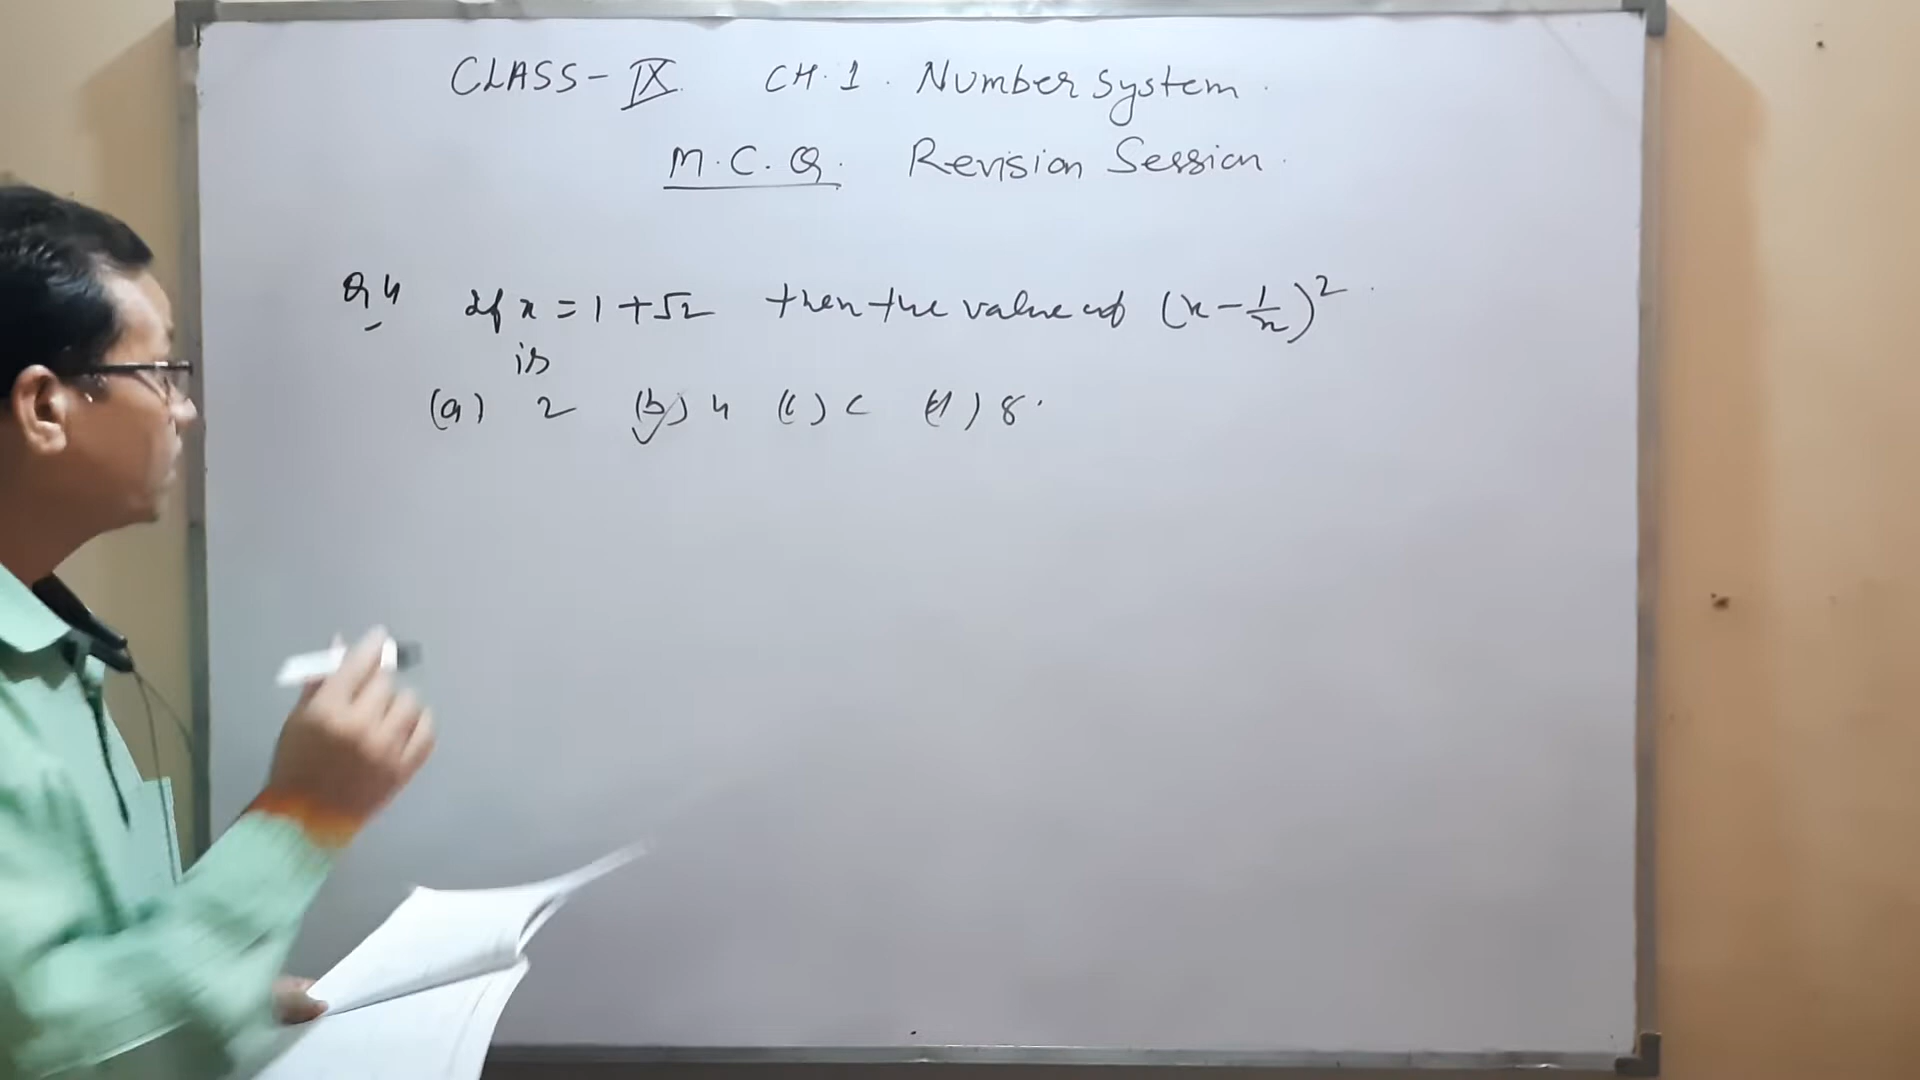 CLASS-IX. CH.1. Number System.
M.C.Q. Revision Session.
Q4 If x = 1 + √2 then the value of (x - 1/x)²
is
(a) 2 (b) 4 (c) 6 (d) 8.